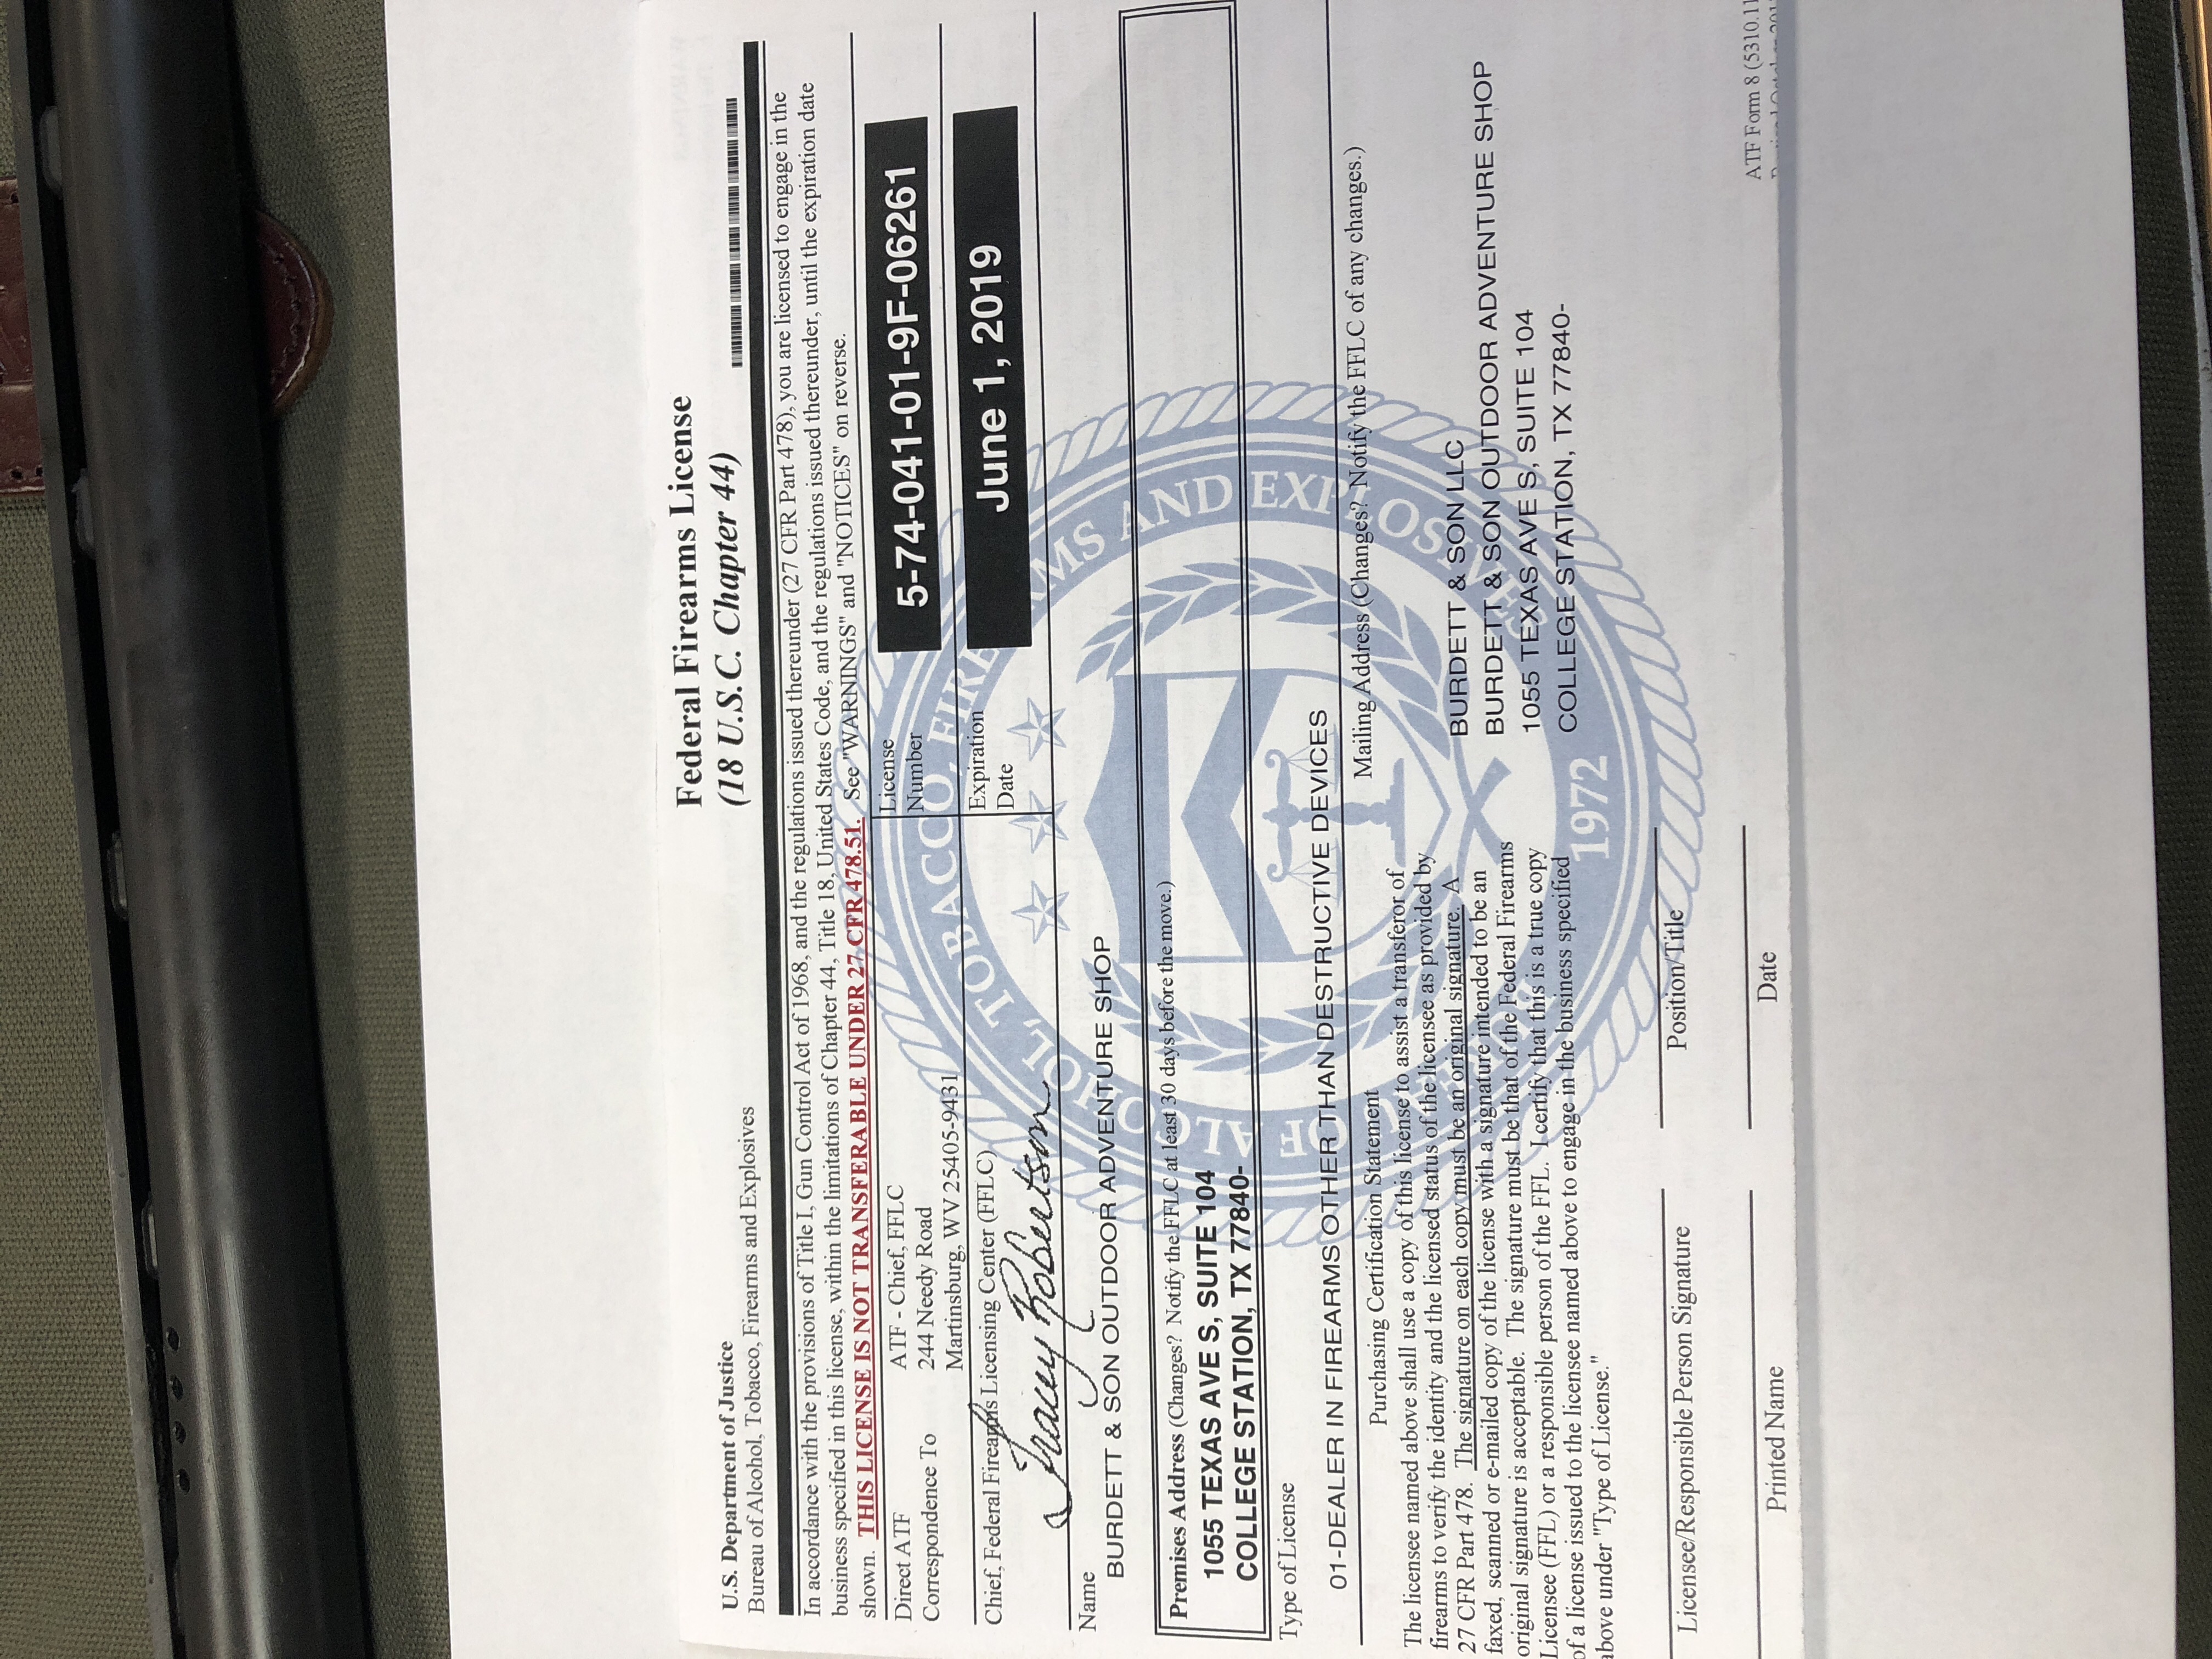 U.S. Department of Justice
Bureau of Alcohol, Tobacco, Firearms and Explosives
Federal Firearms License
(18 U.S.C. Chapter 44)
In accordance with the provisions of Title I, Gun Control Act of 1968, and the regulations issued thereunder (27 CFR Part 478), you are licensed to engage in the
business specified in this license, within the limitations of Chapter 44, Title 18, United States Code, and the regulations issued thereunder, until the expiration date
shown. THIS LICENSE IS NOT TRANSFERABLE UNDER 27 CFR 478.51. See "WARNINGS" and "NOTICES" on reverse.
Direct ATF
Correspondence To
ATF - Chief, FFLC
244 Needy Road
Martinsburg, WV 25405-9431
License
Number
5-74-041-01-9F-06261
Chief, Federal Firearms Licensing Center (FFLC)
Tracey Robertson
Expiration
Date
June 1, 2019
Name
BURDETT & SON OUTDOOR ADVENTURE SHOP
Premises Address (Changes? Notify the FFLC at least 30 days before the move.)
1055 TEXAS AVE S, SUITE 104
COLLEGE STATION, TX 77840-
Type of License
01-DEALER IN FIREARMS OTHER THAN DESTRUCTIVE DEVICES
Purchasing Certification Statement
The licensee named above shall use a copy of this license to assist a transferor of
firearms to verify the identity and the licensed status of the licensee as provided by
27 CFR Part 478. The signature on each copy must be an original signature. A
faxed, scanned or e-mailed copy of the license with a signature intended to be an
original signature is acceptable. The signature must be that of the Federal Firearms
Licensee (FFL) or a responsible person of the FFL. I certify that this is a true copy
of a license issued to the licensee named above to engage in the business specified
above under "Type of License."
Mailing Address (Changes? Notify the FFLC of any changes.)
BURDETT & SON LLC
BURDETT & SON OUTDOOR ADVENTURE SHOP
1055 TEXAS AVE S, SUITE 104
COLLEGE STATION, TX 77840-
OF ALCOHOL, TOBACCO, FIREARMS AND EXPLOSIVES
1972
Licensee/Responsible Person Signature
Position/Title
Printed Name
Date
ATF Form 8 (5310.11